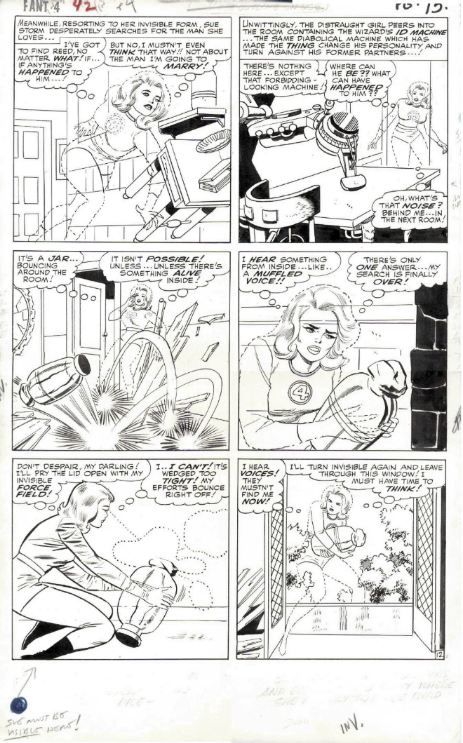 FANT 4 42
MEANWHILE, RESORTING TO HER INVISIBLE FORM, SUE
STORM DESPERATELY SEARCHES FOR THE MAN SHE
LOVES...
I'VE GOT
TO FIND REED, NO
MATTER WHAT! IF...
IF ANYTHING'S
HAPPENED TO
HIM...!
BUT NO, I MUSTN'T EVEN
THINK THAT WAY!! NOT ABOUT
THE MAN I'M GOING TO
MARRY!
UNWITTINGLY, THE DISTRAUGHT GIRL PEERS INTO
THE ROOM CONTAINING THE WIZARD'S ID MACHINE
...THE SAME DIABOLICAL MACHINE WHICH HAS
MADE THE THING CHANGE HIS PERSONALITY AND
TURN AGAINST HIS FORMER PARTNERS....!
THERE'S NOTHING
HERE... EXCEPT
THAT FORBIDDING-
LOOKING MACHINE!
WHERE CAN
HE BE?? WHAT
CAN HAVE
HAPPENED
TO HIM??
OH, WHAT'S
THAT NOISE?
BEHIND ME...IN
THE NEXT ROOM!
IT'S A JAR...
BOUNCING
AROUND THE
ROOM!
IT ISN'T POSSIBLE!
UNLESS... UNLESS THERE'S
SOMETHING ALIVE
INSIDE!
I HEAR SOMETHING
FROM INSIDE...LIKE..
A MUFFLED
VOICE!
THERE'S ONLY
ONE ANSWER...MY
SEARCH IS FINALLY
OVER!
DON'T DESPAIR, MY DARLING!
I'LL PRY THE LID OPEN WITH MY
INVISIBLE
FORCE
FIELD!
I...I CAN'T! IT'S
WEDGED TOO
TIGHT! MY
EFFORTS BOUNCE
RIGHT OFF!
I HEAR
VOICES!
THEY
MUSTN'T
FIND ME
NOW!
I'LL TURN INVISIBLE AGAIN AND LEAVE
THROUGH THIS WINDOW! I
MUST HAVE TIME TO
THINK!
4
12
SUE MUST BE
VISIBLE HERE!
INV.